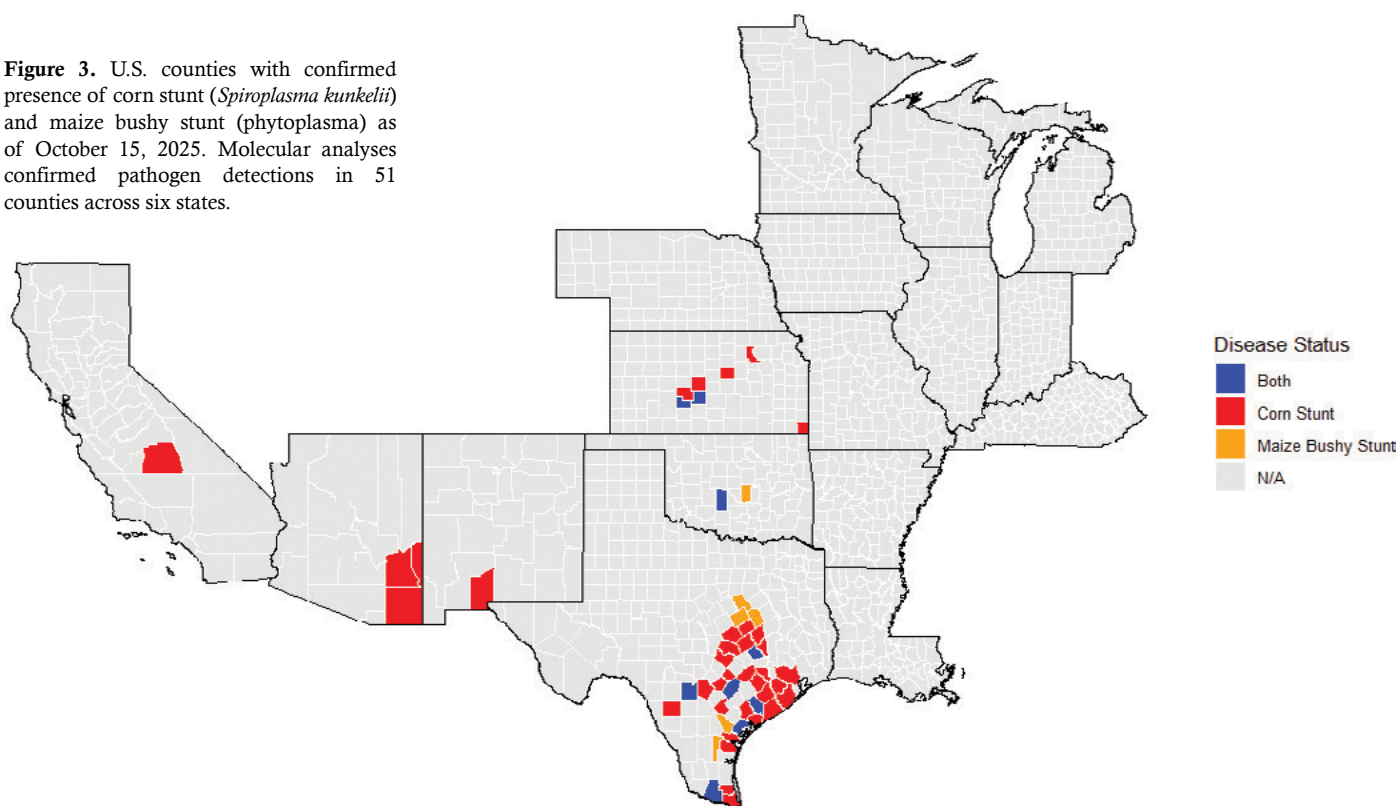 Figure 3. U.S. counties with confirmed
presence of corn stunt (Spiroplasma kunkelii)
and maize bushy stunt (phytoplasma) as
of October 15, 2025. Molecular analyses
confirmed pathogen detections in 51
counties across six states.
Disease Status
Both
Corn Stunt
Maize Bushy Stunt
N/A